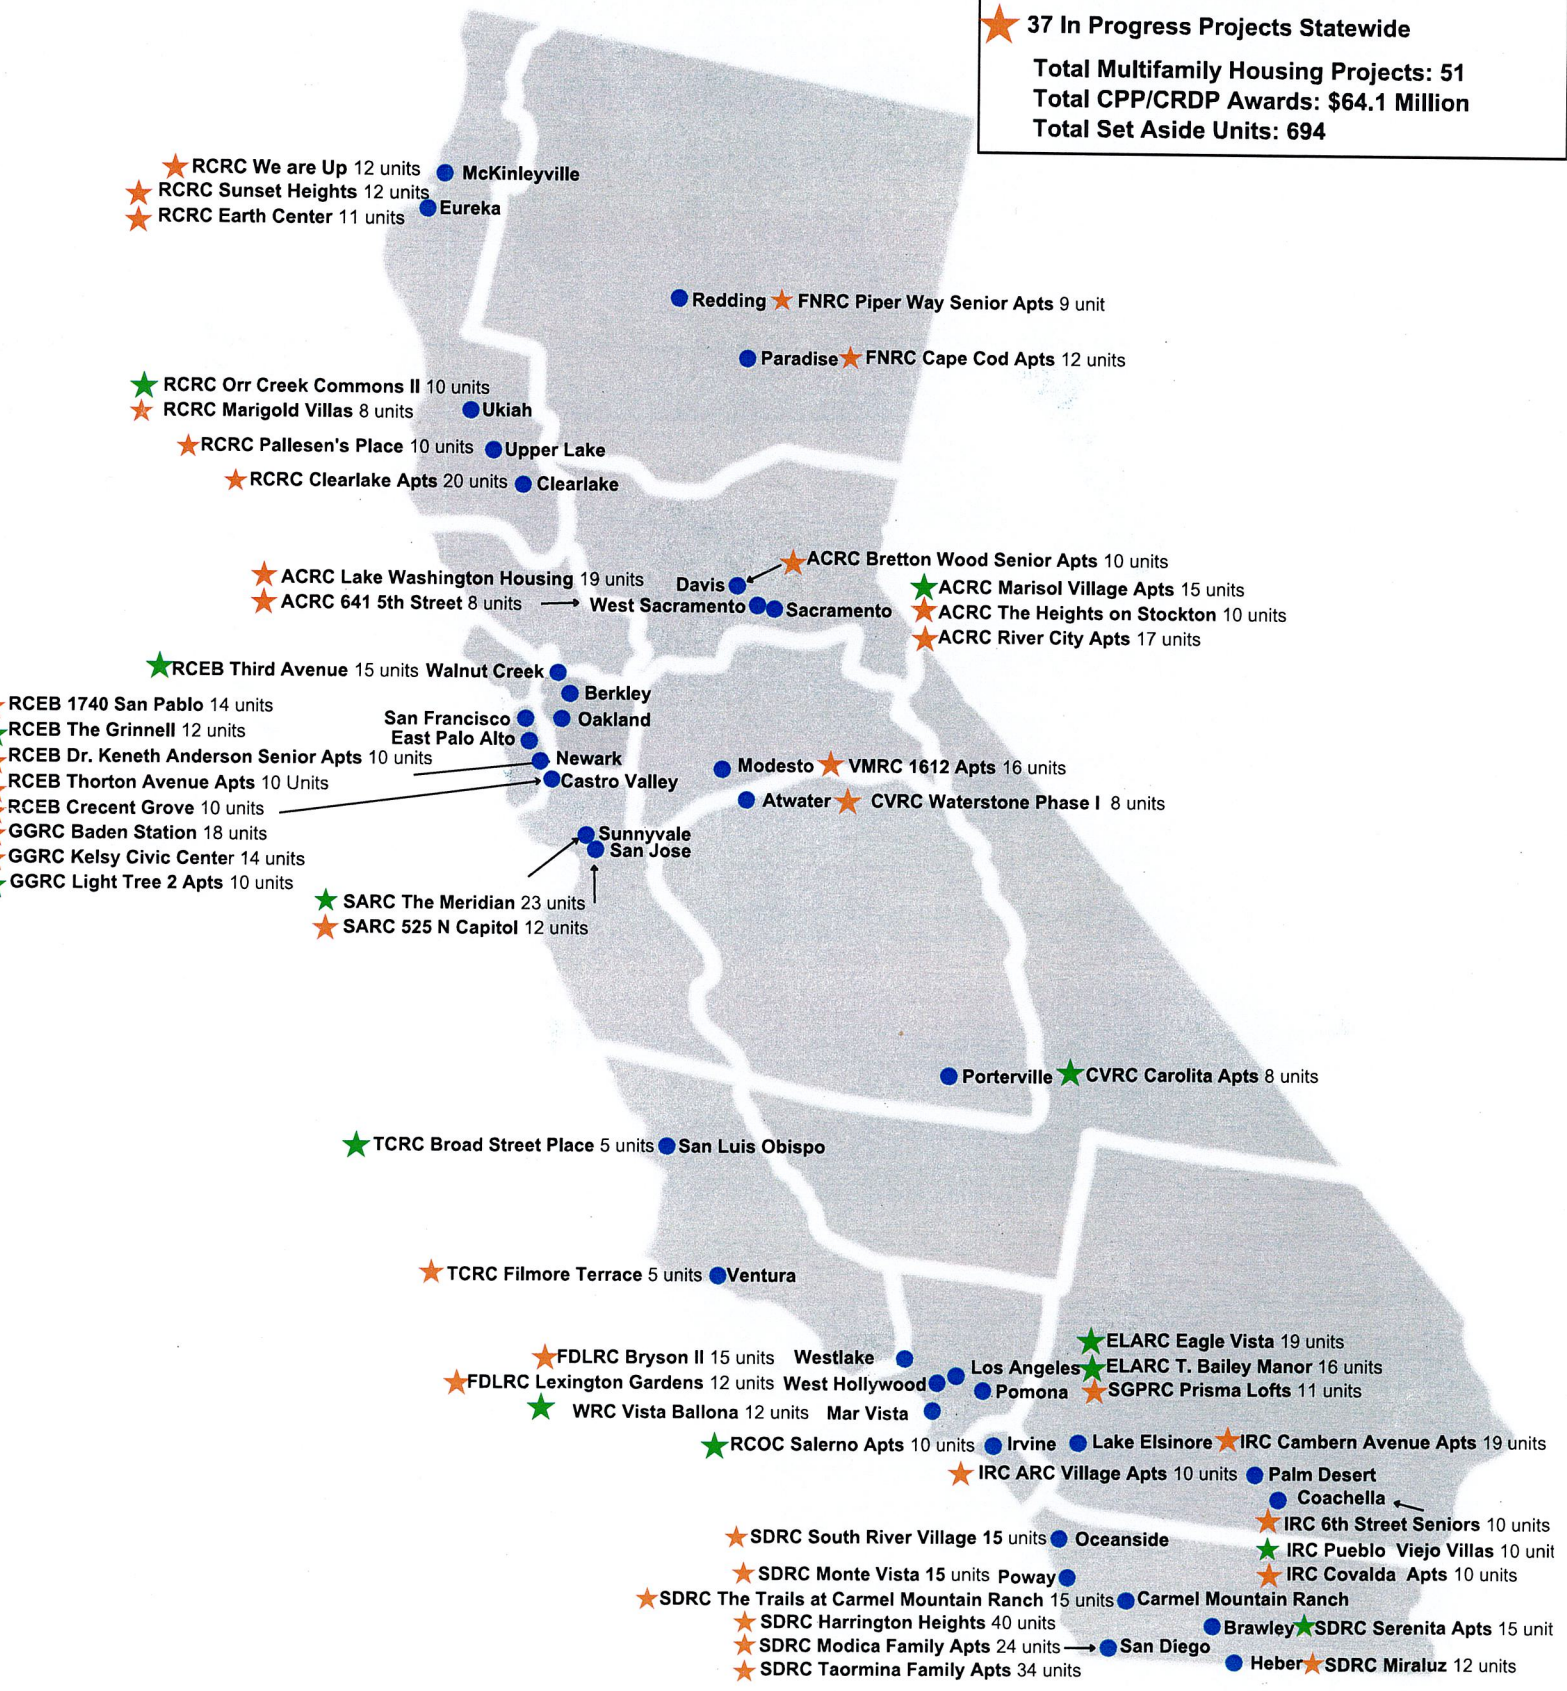 37 In Progress Projects Statewide
Total Multifamily Housing Projects: 51
Total CPP/CRDP Awards: $64.1 Million
Total Set Aside Units: 694
RCRC We are Up 12 units McKinleyville
RCRC Sunset Heights 12 units
RCRC Earth Center 11 units Eureka
Redding FNRC Piper Way Senior Apts 9 unit
Paradise FNRC Cape Cod Apts 12 units
RCRC Orr Creek Commons II 10 units
RCRC Marigold Villas 8 units Ukiah
RCRC Pallesen's Place 10 units Upper Lake
RCRC Clearlake Apts 20 units Clearlake
ACRC Bretton Wood Senior Apts 10 units
ACRC Lake Washington Housing 19 units Davis
ACRC Marisol Village Apts 15 units
ACRC 641 5th Street 8 units West Sacramento Sacramento
ACRC The Heights on Stockton 10 units
ACRC River City Apts 17 units
RCEB Third Avenue 15 units Walnut Creek
Berkley
RCEB 1740 San Pablo 14 units
San Francisco Oakland
RCEB The Grinnell 12 units
East Palo Alto
RCEB Dr. Keneth Anderson Senior Apts 10 units Newark
Modesto VMRC 1612 Apts 16 units
RCEB Thorton Avenue Apts 10 Units Castro Valley
Atwater CVRC Waterstone Phase I 8 units
RCEB Crecent Grove 10 units
GGRC Baden Station 18 units Sunnyvale
GGRC Kelsy Civic Center 14 units San Jose
GGRC Light Tree 2 Apts 10 units
SARC The Meridian 23 units
SARC 525 N Capitol 12 units
Porterville CVRC Carolita Apts 8 units
TCRC Broad Street Place 5 units San Luis Obispo
TCRC Filmore Terrace 5 units Ventura
ELARC Eagle Vista 19 units
FDLRC Bryson II 15 units Westlake
Los Angeles ELARC T. Bailey Manor 16 units
FDLRC Lexington Gardens 12 units West Hollywood
Pomona SGPRC Prisma Lofts 11 units
WRC Vista Ballona 12 units Mar Vista
RCOC Salerno Apts 10 units Irvine Lake Elsinore IRC Cambern Avenue Apts 19 units
IRC ARC Village Apts 10 units Palm Desert
Coachella
IRC 6th Street Seniors 10 units
SDRC South River Village 15 units Oceanside
IRC Pueblo Viejo Villas 10 unit
SDRC Monte Vista 15 units Poway
IRC Covalda Apts 10 units
SDRC The Trails at Carmel Mountain Ranch 15 units Carmel Mountain Ranch
SDRC Harrington Heights 40 units
Brawley SDRC Serenita Apts 15 unit
SDRC Modica Family Apts 24 units San Diego
Heber SDRC Miraluz 12 units
SDRC Taormina Family Apts 34 units